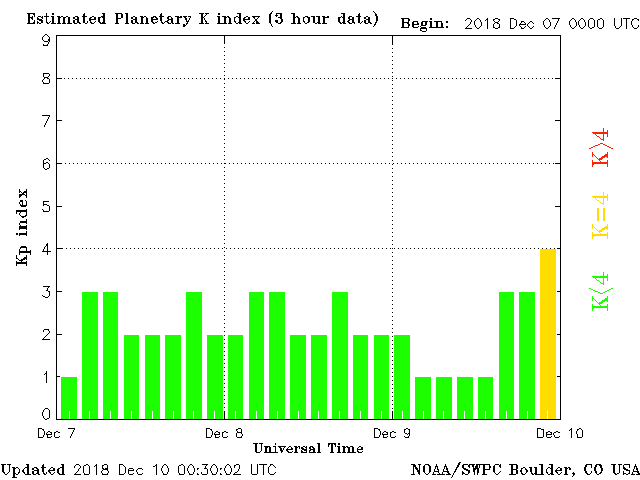 Estimated Planetary K index (3 hour data) Begin: 2018 Dec 07 0000 UTC
9
8
7
6
5
4
3
2
1
0
Kp index
K>4
K=4
K<4
Dec 7 Dec 8 Dec 9 Dec 10
Universal Time
Updated 2018 Dec 10 00:30:02 UTC NOAA/SWPC Boulder, CO USA